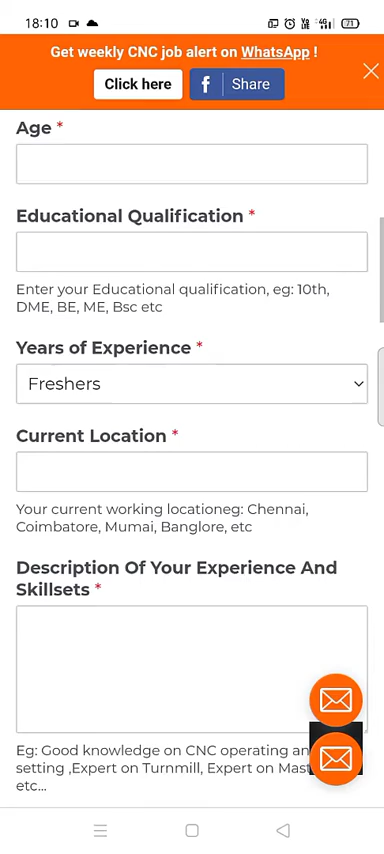 18:10
4G
71
Get weekly CNC job alert on WhatsApp !
Click here
f Share
Age *
Educational Qualification *
Enter your Educational qualification, eg: 10th,
DME, BE, ME, Bsc etc
Years of Experience *
Freshers
Current Location *
Your current working locationeg: Chennai,
Coimbatore, Mumai, Banglore, etc
Description Of Your Experience And
Skillsets *
Eg: Good knowledge on CNC operating an
setting ,Expert on Turnmill, Expert on Mast
etc...